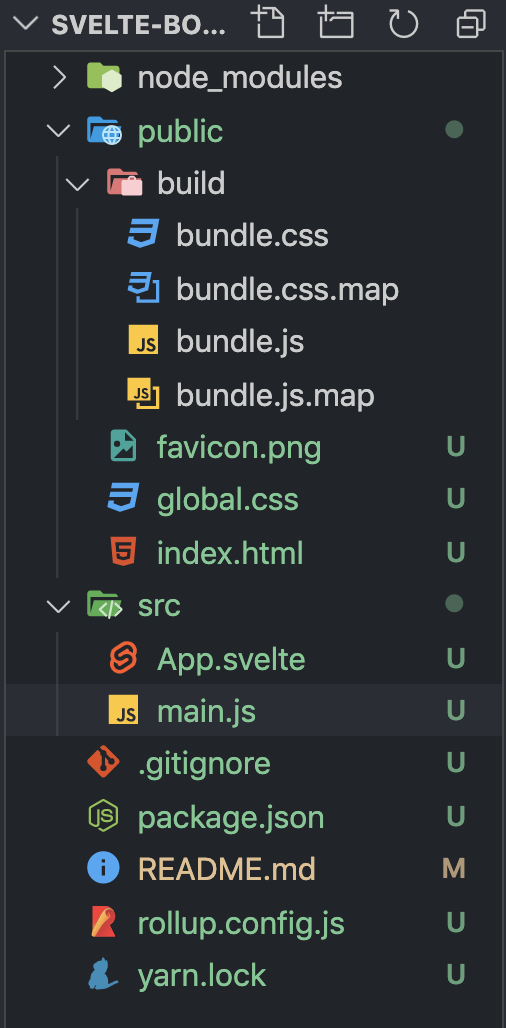 SVELTE-BO...
node_modules
public
build
bundle.css
bundle.css.map
JS bundle.js
JS bundle.js.map
favicon.png U
global.css U
index.html U
src
App.svelte U
JS main.js U
.gitignore U
JS package.json U
i README.md M
rollup.config.js U
yarn.lock U